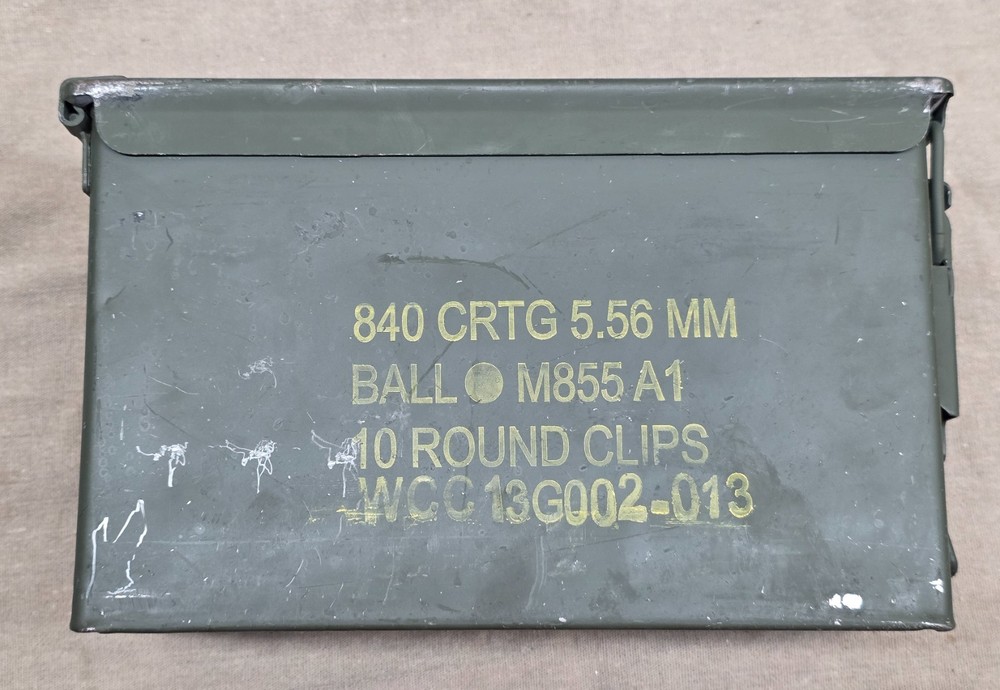 840 CRTG 5.56 MM
BALL ● M855 A1
10 ROUND CLIPS
WCC 13G002-013